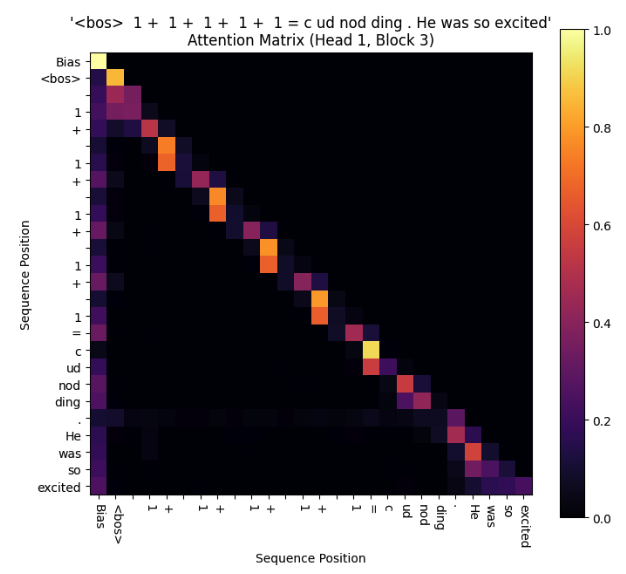 '<bos>  1 +  1 +  1 +  1 +  1 = c ud nod ding . He was so excited'
Attention Matrix (Head 1, Block 3)
Bias
<bos>
1
+
1
+
1
+
1
+
1
=
c
ud
nod
ding
.
He
was
so
excited
Sequence Position
Bias
<bos>
1
+
1
+
1
+
1
+
1
=
c
ud
nod
ding
.
He
was
so
excited
Sequence Position
1.0
0.8
0.6
0.4
0.2
0.0